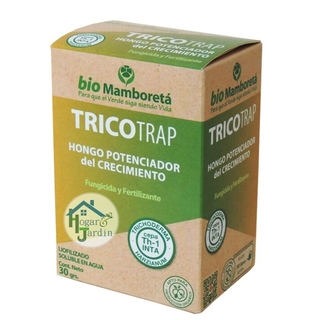 bio Mamboretá
Para que el Verde siga siendo Vida
TRICOTRAP
HONGO POTENCIADOR
del CRECIMIENTO
Fungicida y Fertilizante
TRICHODERMA
cepa
Th-1
INTA
HARZIANUM
Hogar &
Jardín
LIOFILIZADO
SOLUBLE EN AGUA
Cont. Neto
30 grs.
bio Mamboretá
TRICOTRAP
HONGO POTENCIADOR
del CRECIMIENTO
Fungicida y Fertilizante